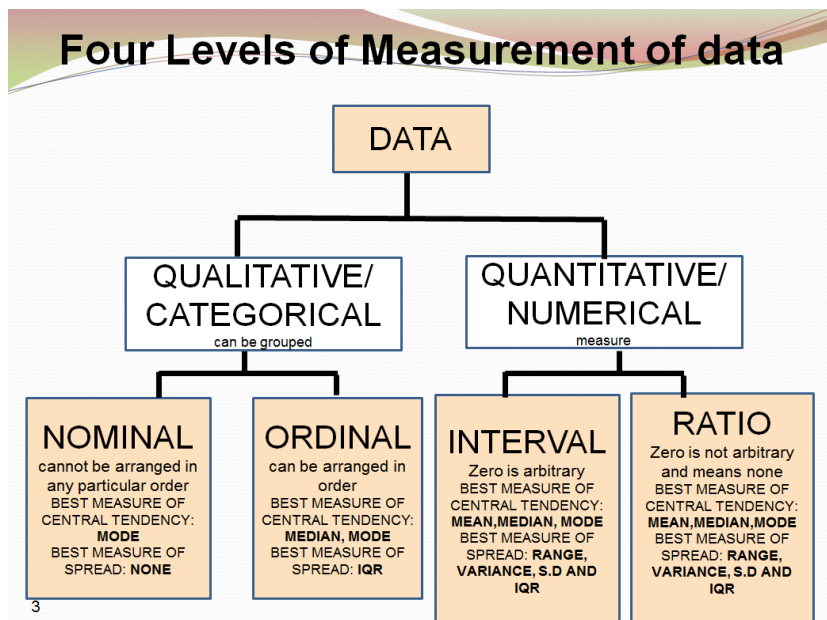 Four Levels of Measurement of data
DATA
QUALITATIVE/
CATEGORICAL
can be grouped
QUANTITATIVE/
NUMERICAL
measure
NOMINAL
cannot be arranged in
any particular order
BEST MEASURE OF
CENTRAL TENDENCY:
MODE
BEST MEASURE OF
SPREAD: NONE
ORDINAL
can be arranged in
order
BEST MEASURE OF
CENTRAL TENDENCY:
MEDIAN, MODE
BEST MEASURE OF
SPREAD: IQR
INTERVAL
Zero is arbitrary
BEST MEASURE OF
CENTRAL TENDENCY:
MEAN,MEDIAN, MODE
BEST MEASURE OF
SPREAD: RANGE,
VARIANCE, S.D AND
IQR
RATIO
Zero is not arbitrary
and means none
BEST MEASURE OF
CENTRAL TENDENCY:
MEAN,MEDIAN,MODE
BEST MEASURE OF
SPREAD: RANGE,
VARIANCE, S.D AND
IQR
3